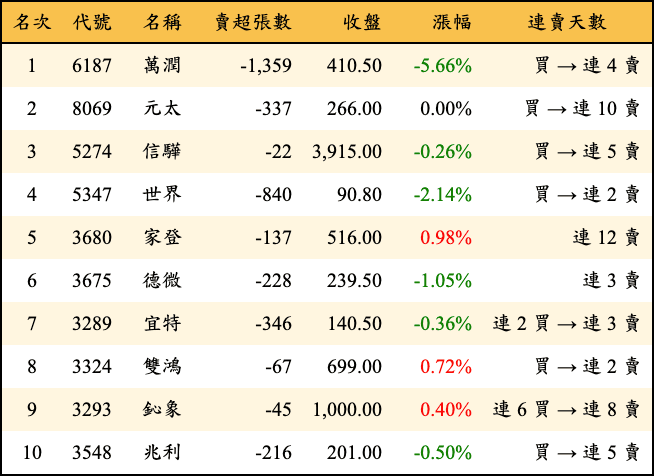 名次 代號 名稱 賣超張數 收盤 漲幅 連賣天數
1 6187 萬潤 -1,359 410.50 -5.66% 買 → 連 4 賣
2 8069 元太 -337 266.00 0.00% 買 → 連 10 賣
3 5274 信驊 -22 3,915.00 -0.26% 買 → 連 5 賣
4 5347 世界 -840 90.80 -2.14% 買 → 連 2 賣
5 3680 家登 -137 516.00 0.98% 連 12 賣
6 3675 德微 -228 239.50 -1.05% 連 3 賣
7 3289 宜特 -346 140.50 -0.36% 連 2 買 → 連 3 賣
8 3324 雙鴻 -67 699.00 0.72% 買 → 連 2 賣
9 3293 鈊象 -45 1,000.00 0.40% 連 6 買 → 連 8 賣
10 3548 兆利 -216 201.00 -0.50% 買 → 連 5 賣